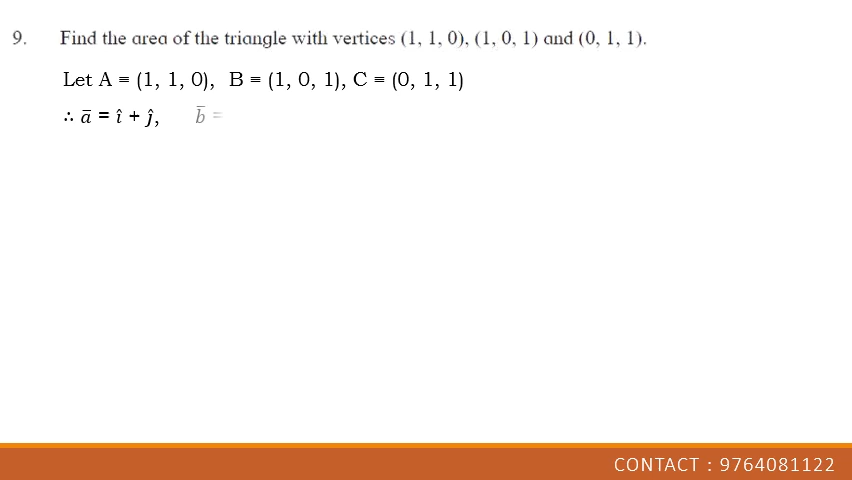 9. Find the area of the triangle with vertices (1, 1, 0), (1, 0, 1) and (0, 1, 1).
Let A ≡ (1, 1, 0), B ≡ (1, 0, 1), C ≡ (0, 1, 1)
∴ a̅ = î + ĵ, b̅ =
CONTACT : 9764081122